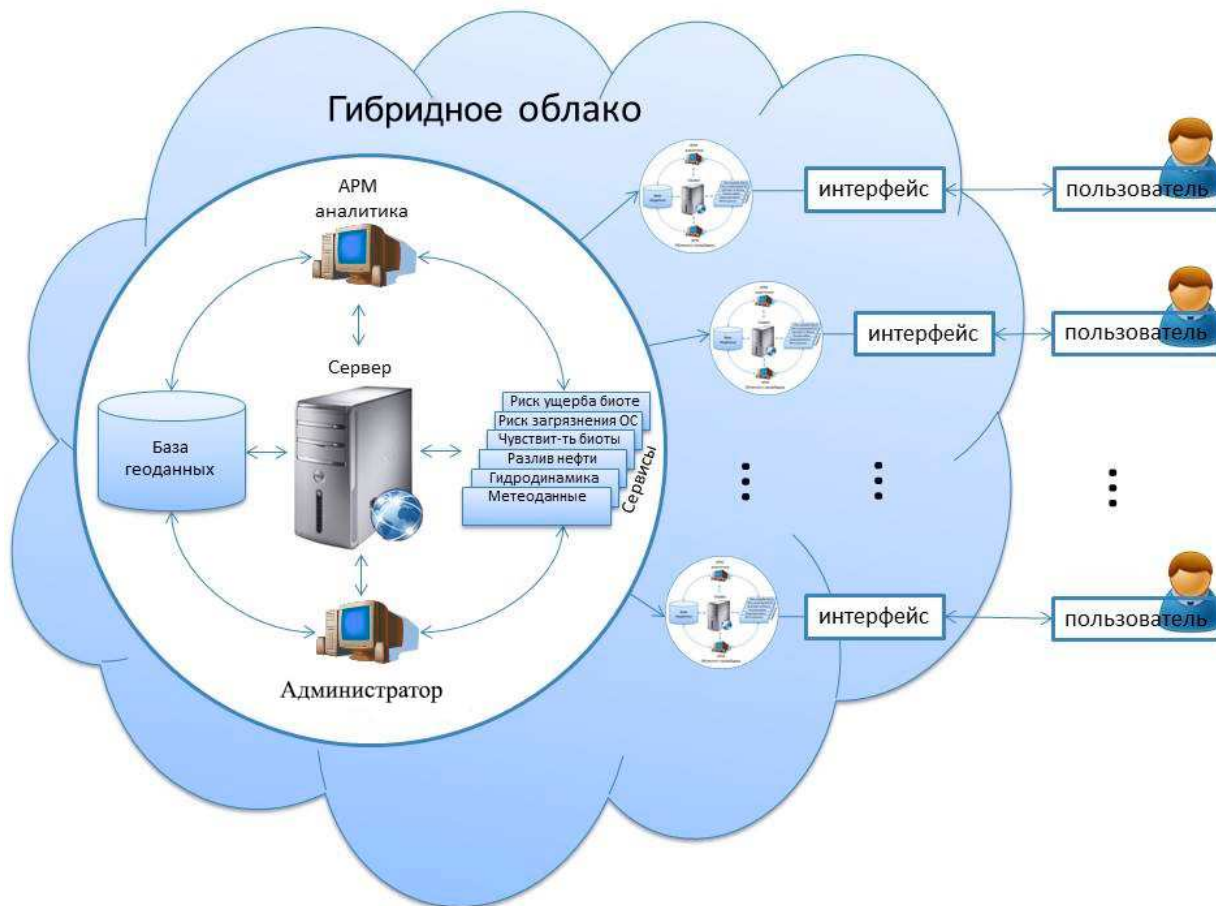 Гибридное облако
АРМ
аналитика
Сервер
База
геоданных
Риск ущерба биоте
Риск загрязнения ОС
Чувствит-ть биоты
Разлив нефти
Гидродинамика
Метеоданные
Сервисы
Администратор
интерфейс
пользователь
интерфейс
пользователь
интерфейс
пользователь